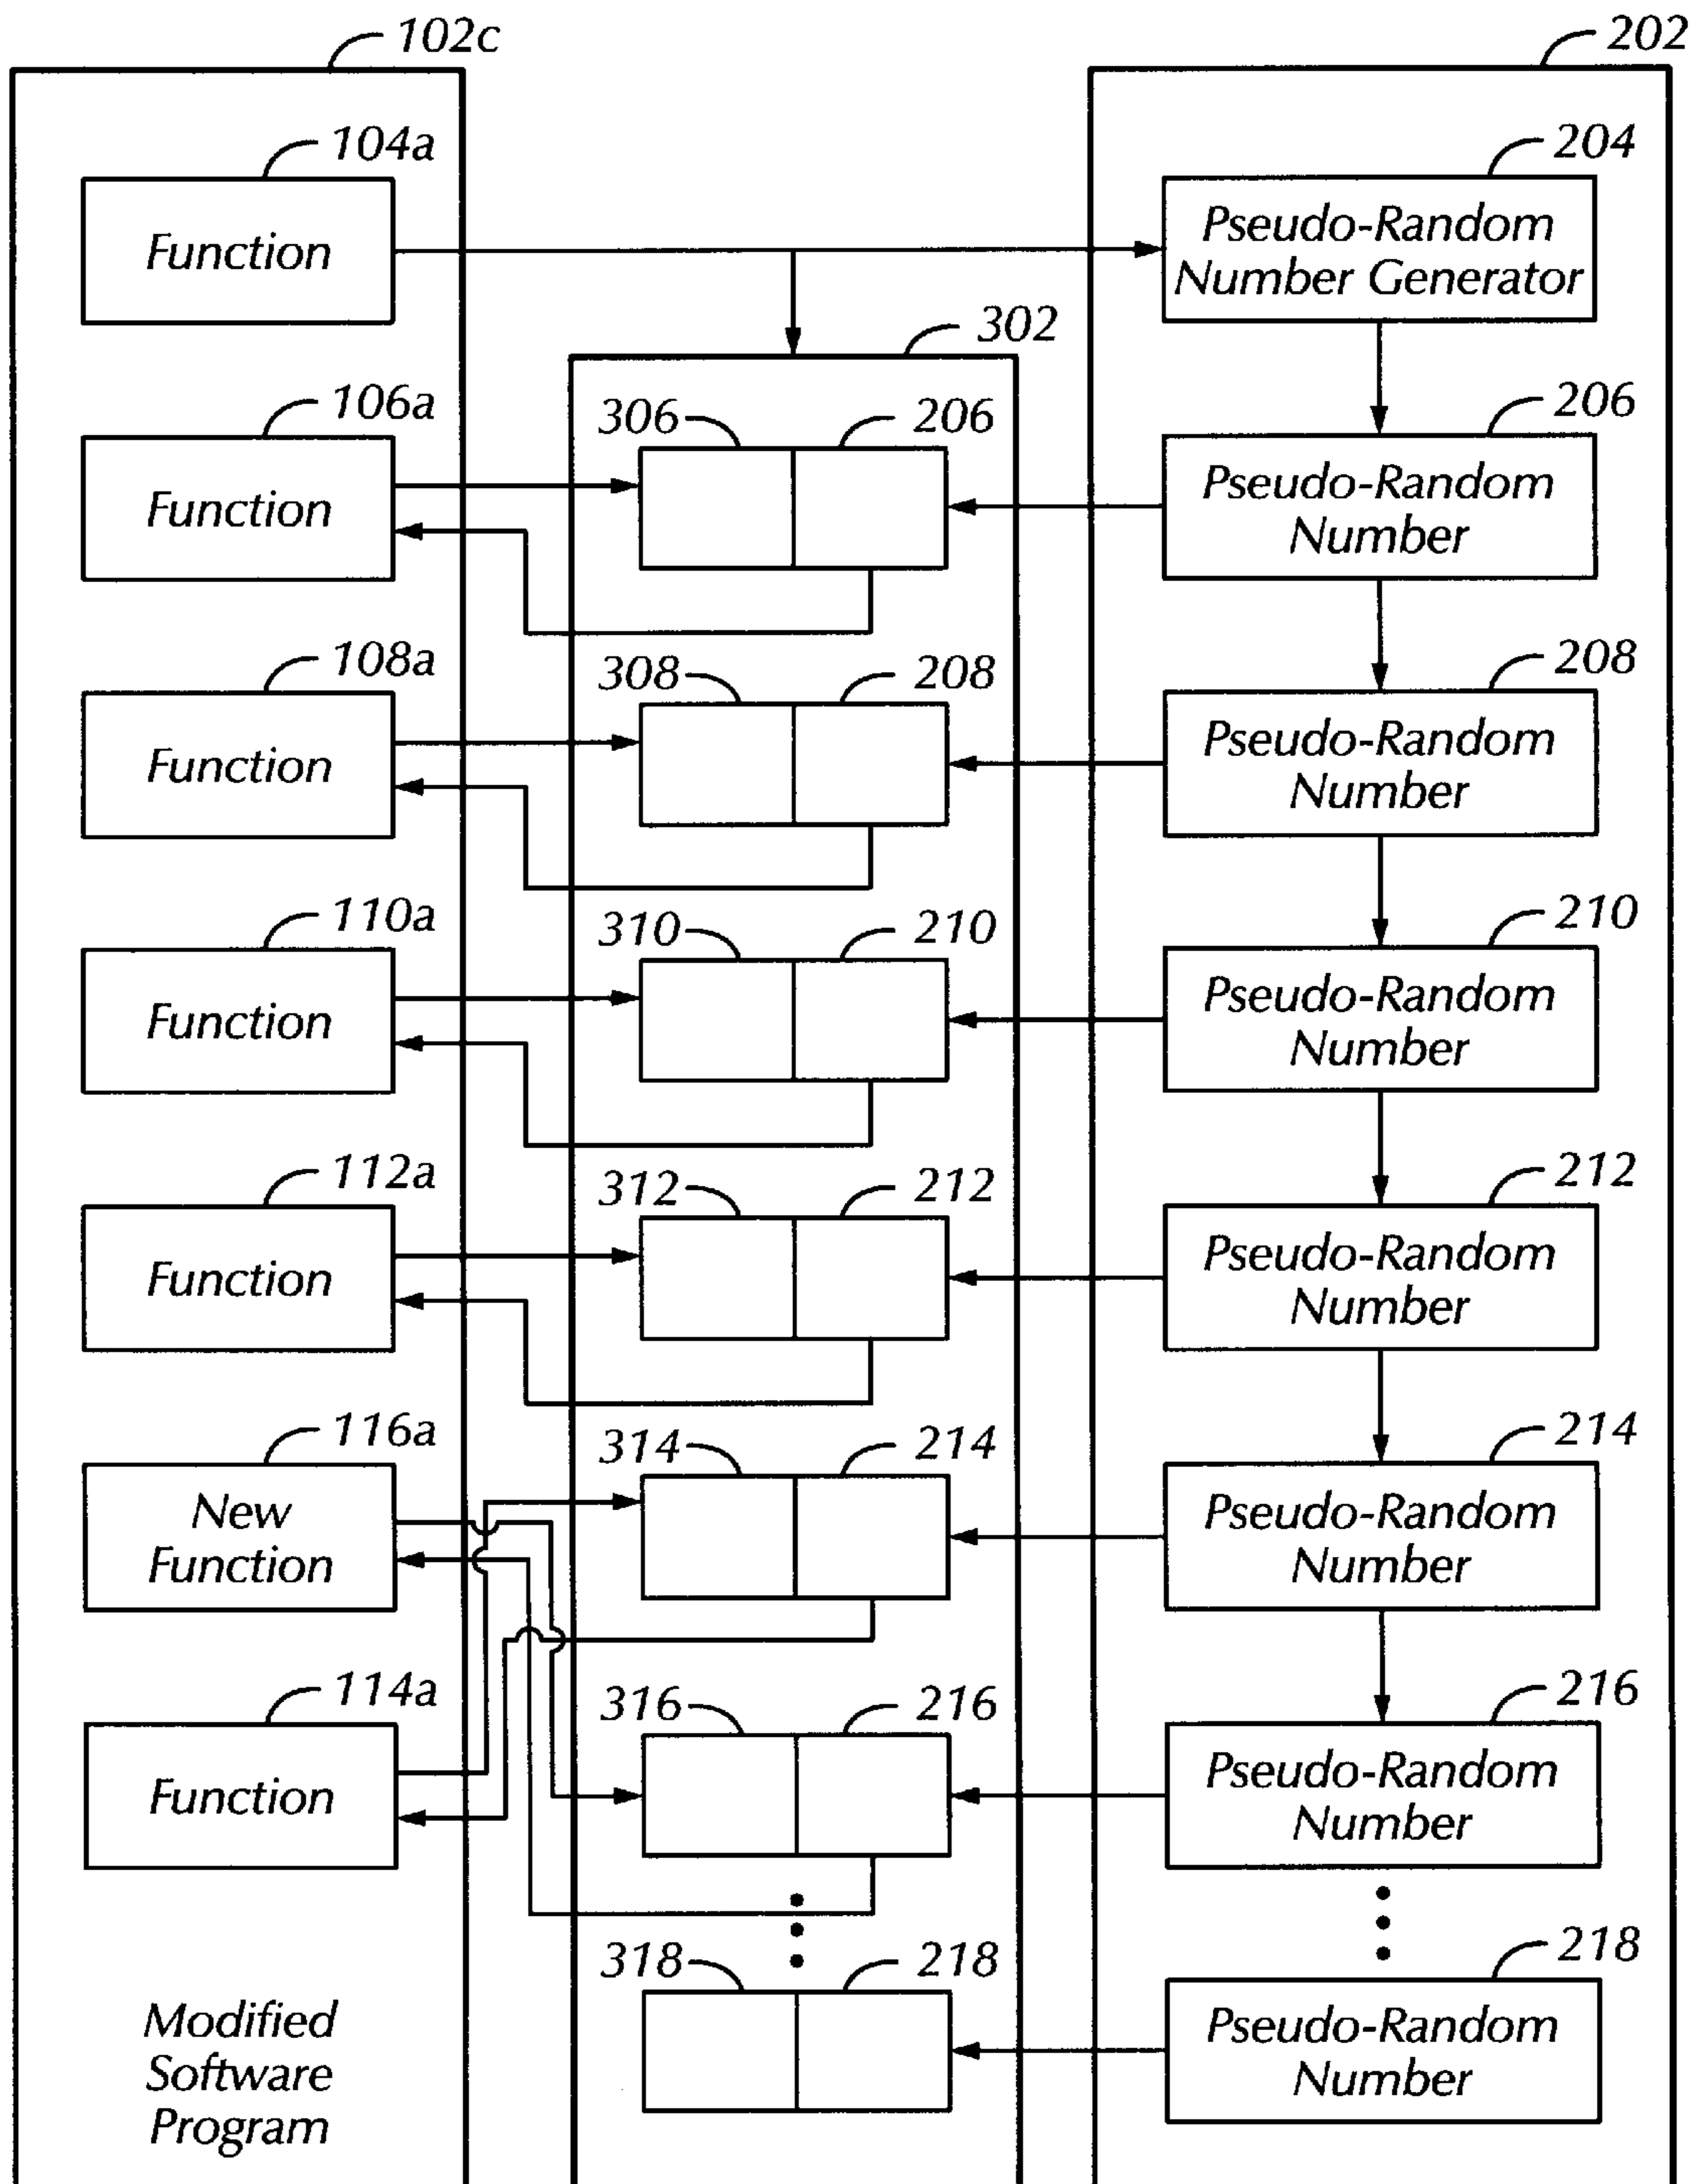 102c
202
104a
204
Function
Pseudo-Random
Number Generator
302
106a
306
206
206
Function
Pseudo-Random
Number
108a
308
208
208
Function
Pseudo-Random
Number
110a
310
210
210
Function
Pseudo-Random
Number
112a
312
212
212
Function
Pseudo-Random
Number
116a
314
214
214
New
Function
Pseudo-Random
Number
114a
316
216
216
Function
Pseudo-Random
Number
318
218
218
Pseudo-Random
Number
Modified
Software
Program